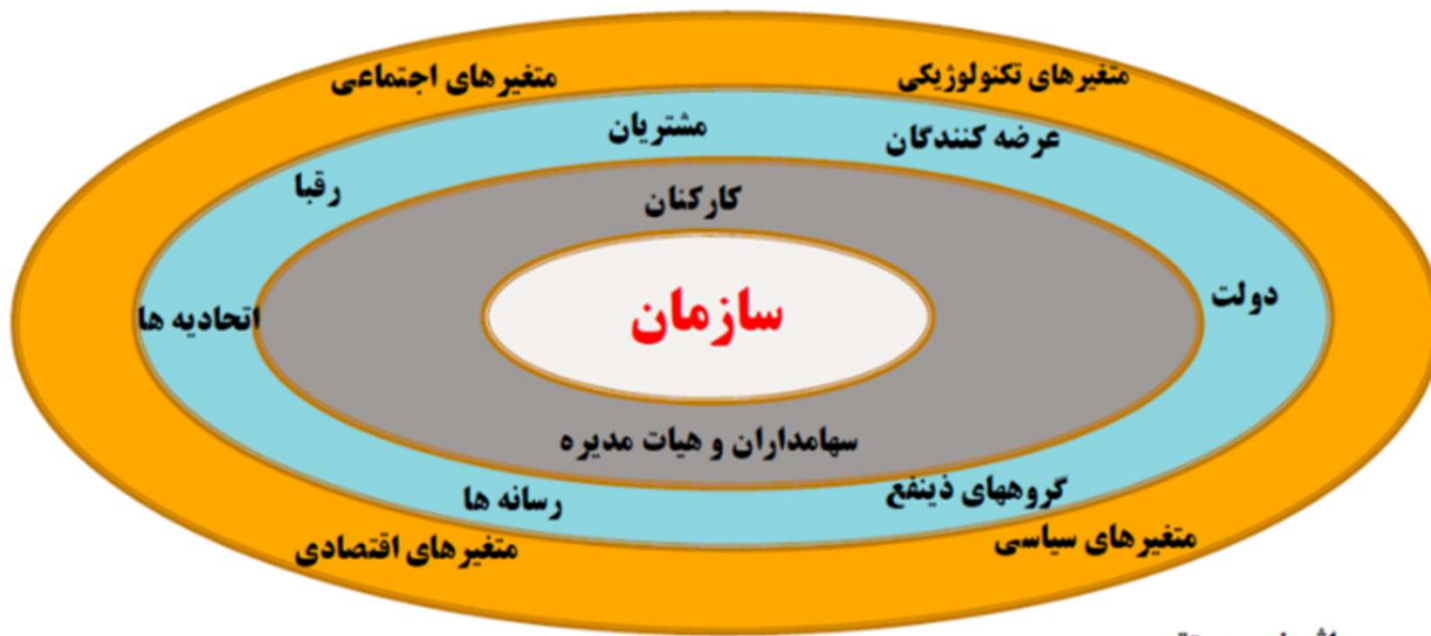 متغیرهای تکنولوژیکی
متغیرهای اجتماعی
عرضه کنندگان
مشتریان
رقبا
کارکنان
دولت
سازمان
اتحادیه ها
سهامداران و هیات مدیره
گروههای ذینفع
رسانه ها
متغیرهای سیاسی
متغیرهای اقتصادی